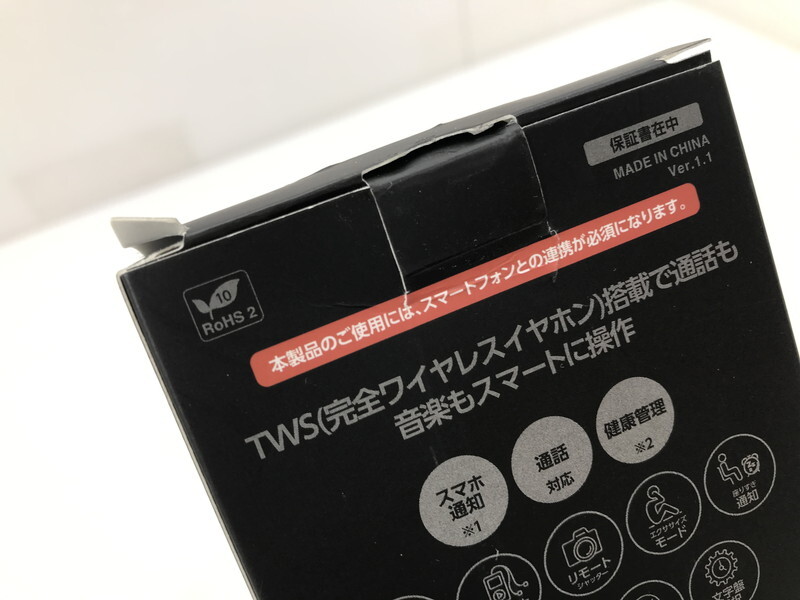 保証書在中
MADE IN CHINA
Ver.1.1
10
RoHS 2
本製品のご使用には、スマートフォンとの連携が必須になります。
TWS(完全ワイヤレスイヤホン)搭載で通話も
音楽もスマートに操作
スマホ
通知
※1
通話
対応
健康管理
※2
リモート
シャッター
エクササイズ
モード
座りすぎ
通知
文字盤